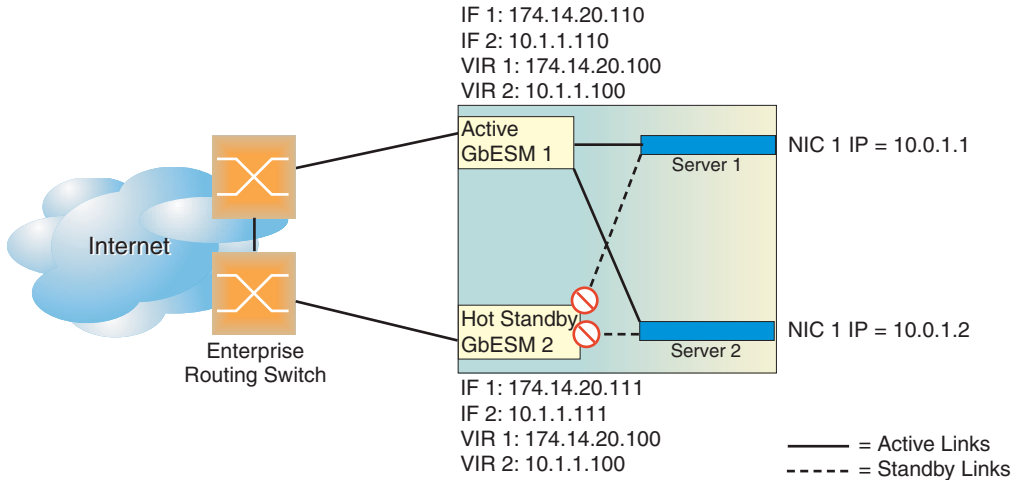 IF 1: 174.14.20.110
IF 2: 10.1.1.110
VIR 1: 174.14.20.100
VIR 2: 10.1.1.100
Active
GbESM 1
Server 1
NIC 1 IP = 10.0.1.1
Internet
Enterprise
Routing Switch
Hot Standby
GbESM 2
Server 2
NIC 1 IP = 10.0.1.2
IF 1: 174.14.20.111
IF 2: 10.1.1.111
VIR 1: 174.14.20.100
VIR 2: 10.1.1.100
= Active Links
= Standby Links